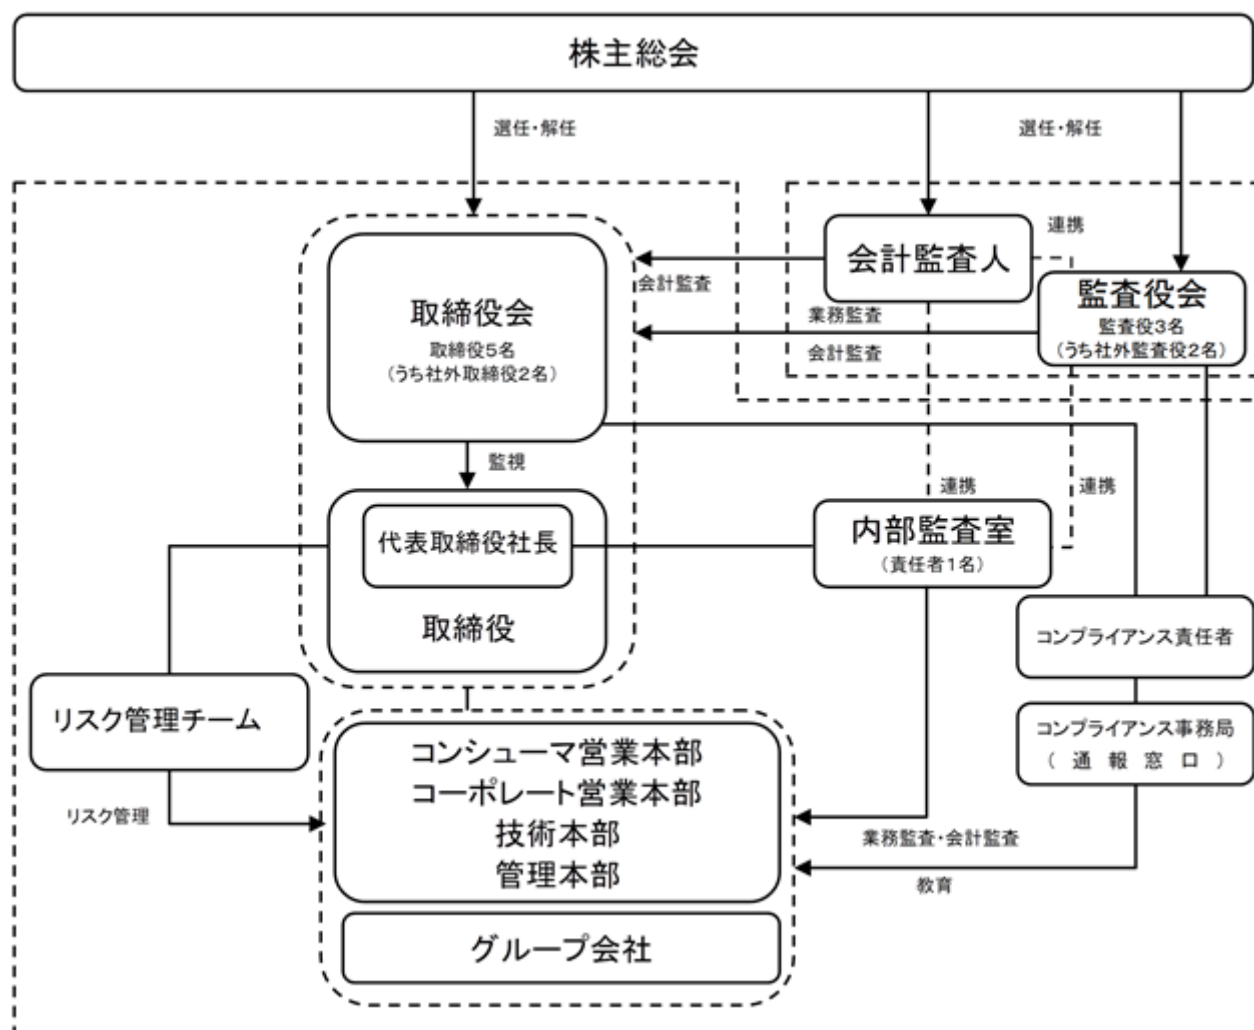 株主総会
選任・解任
選任・解任
会計監査人
連携
会計監査
監査役会
監査役3名
(うち社外監査役2名)
業務監査
会計監査
取締役会
取締役5名
(うち社外取締役2名)
監視
代表取締役社長
取締役
連携
連携
内部監査室
(責任者1名)
コンプライアンス責任者
リスク管理チーム
コンプライアンス事務局
(通報窓口)
リスク管理
コンシューマ営業本部
コーポレート営業本部
技術本部
管理本部
業務監査・会計監査
教育
グループ会社